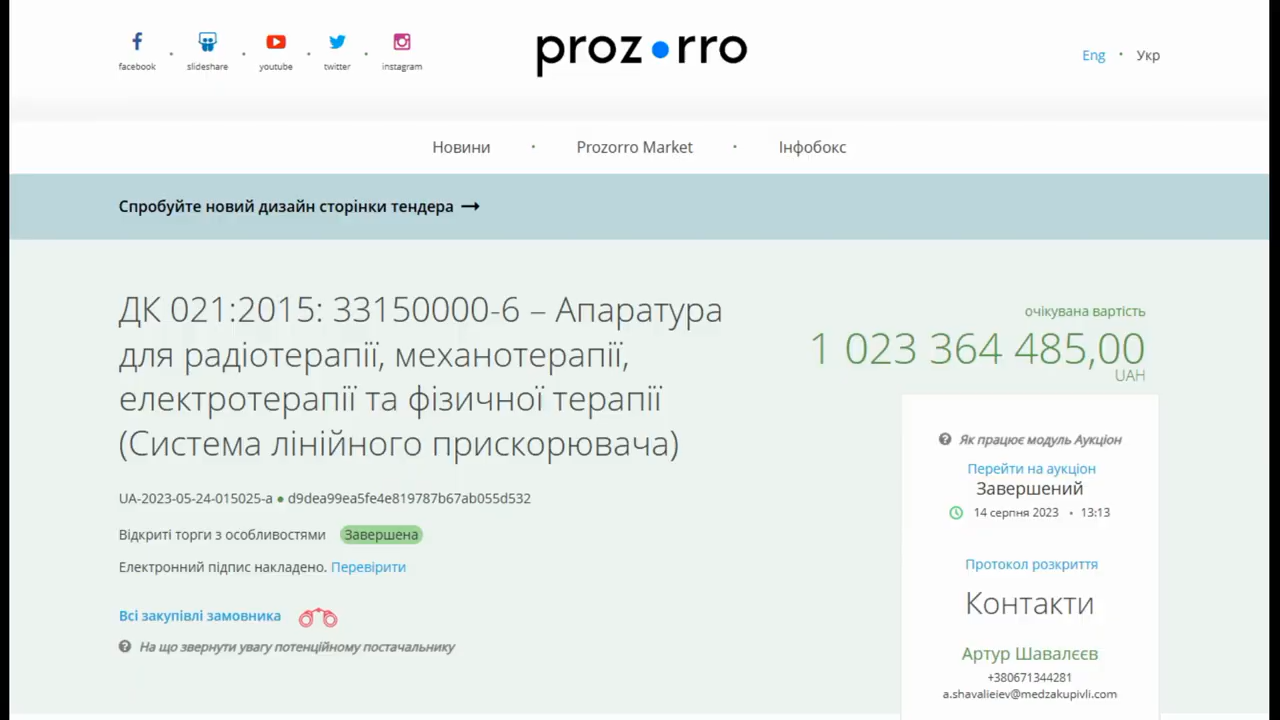 facebook • slideshare • youtube • twitter • instagram
prozorro
Eng • Укр
Новини • Prozorro Market • Інфобокс
Спробуйте новий дизайн сторінки тендера →
ДК 021:2015: 33150000-6 – Апаратура
для радіотерапії, механотерапії,
електротерапії та фізичної терапії
(Система лінійного прискорювача)
UA-2023-05-24-015025-a ● d9dea99ea5fe4e819787b67ab055d532
Відкриті торги з особливостями Завершена
Електронний підпис накладено. Перевірити
Всі закупівлі замовника
На що звернути увагу потенційному постачальнику
очікувана вартість
1 023 364 485,00
UAH
Як працює модуль Аукціон
Перейти на аукціон
Завершений
14 серпня 2023 • 13:13
Протокол розкриття
Контакти
Артур Шавалєєв
+380671344281
a.shavalieiev@medzakupivli.com